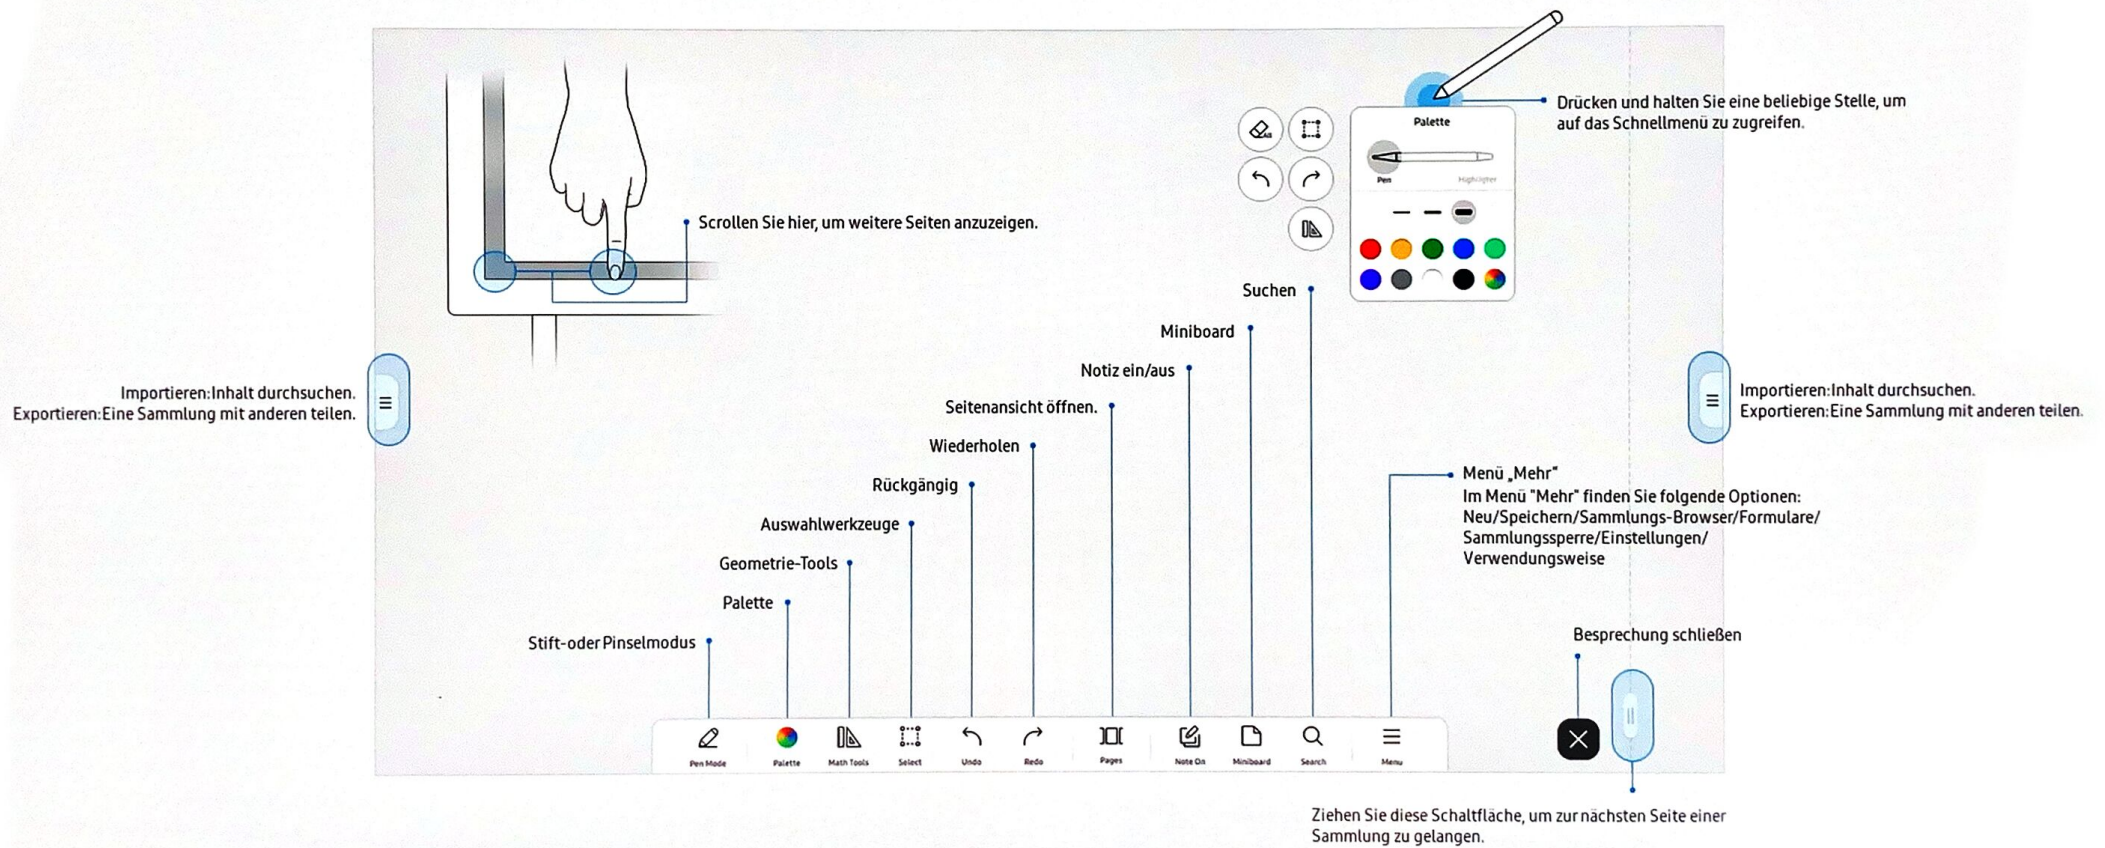 Drücken und halten Sie eine beliebige Stelle, um
auf das Schnellmenü zu zugreifen.
Palette
Pen
Highlighter
Scrollen Sie hier, um weitere Seiten anzuzeigen.
Suchen
Miniboard
Notiz ein/aus
Seitenansicht öffnen.
Wiederholen
Rückgängig
Auswahlwerkzeuge
Geometrie-Tools
Palette
Stift-oder Pinselmodus
Importieren:Inhalt durchsuchen.
Exportieren:Eine Sammlung mit anderen teilen.
Importieren:Inhalt durchsuchen.
Exportieren:Eine Sammlung mit anderen teilen.
Menü „Mehr"
Im Menü "Mehr" finden Sie folgende Optionen:
Neu/Speichern/Sammlungs-Browser/Formulare/
Sammlungssperre/Einstellungen/
Verwendungsweise
Besprechung schließen
Pen Mode
Palette
Math Tools
Select
Undo
Redo
Pages
Note On
Miniboard
Search
Menu
Ziehen Sie diese Schaltfläche, um zur nächsten Seite einer
Sammlung zu gelangen.